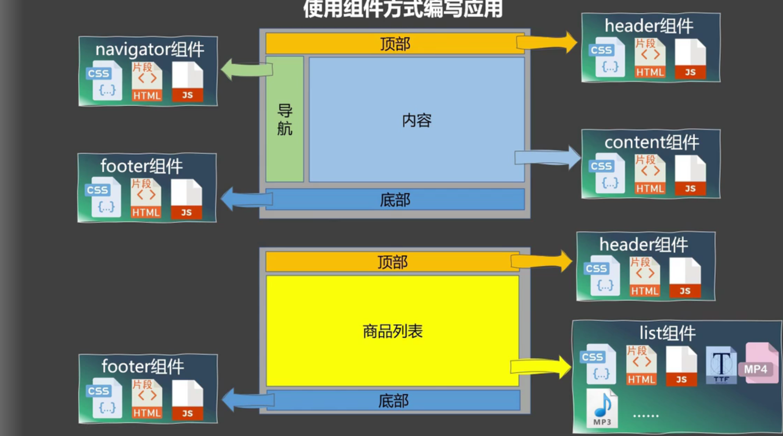 使用组件方式编写应用
navigator组件
CSS
{..}
片段
< >
HTML
JS
顶部
导
航
内容
底部
header组件
CSS
{..}
片段
< >
HTML
JS
footer组件
CSS
{..}
片段
< >
HTML
JS
content组件
CSS
{..}
片段
< >
HTML
JS
顶部
商品列表
底部
header组件
CSS
{..}
片段
< >
HTML
JS
footer组件
CSS
{..}
片段
< >
HTML
JS
list组件
CSS
{..}
片段
< >
HTML
JS
T
TTF
MP4
MP3
......